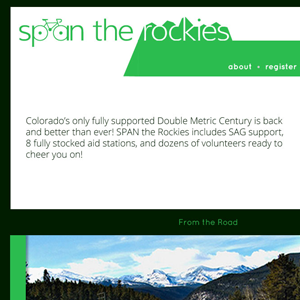 span the rockies
about • register
Colorado's only fully supported Double Metric Century is back
and better than ever! SPAN the Rockies includes SAG support,
8 fully stocked aid stations, and dozens of volunteers ready to
cheer you on!
From the Road